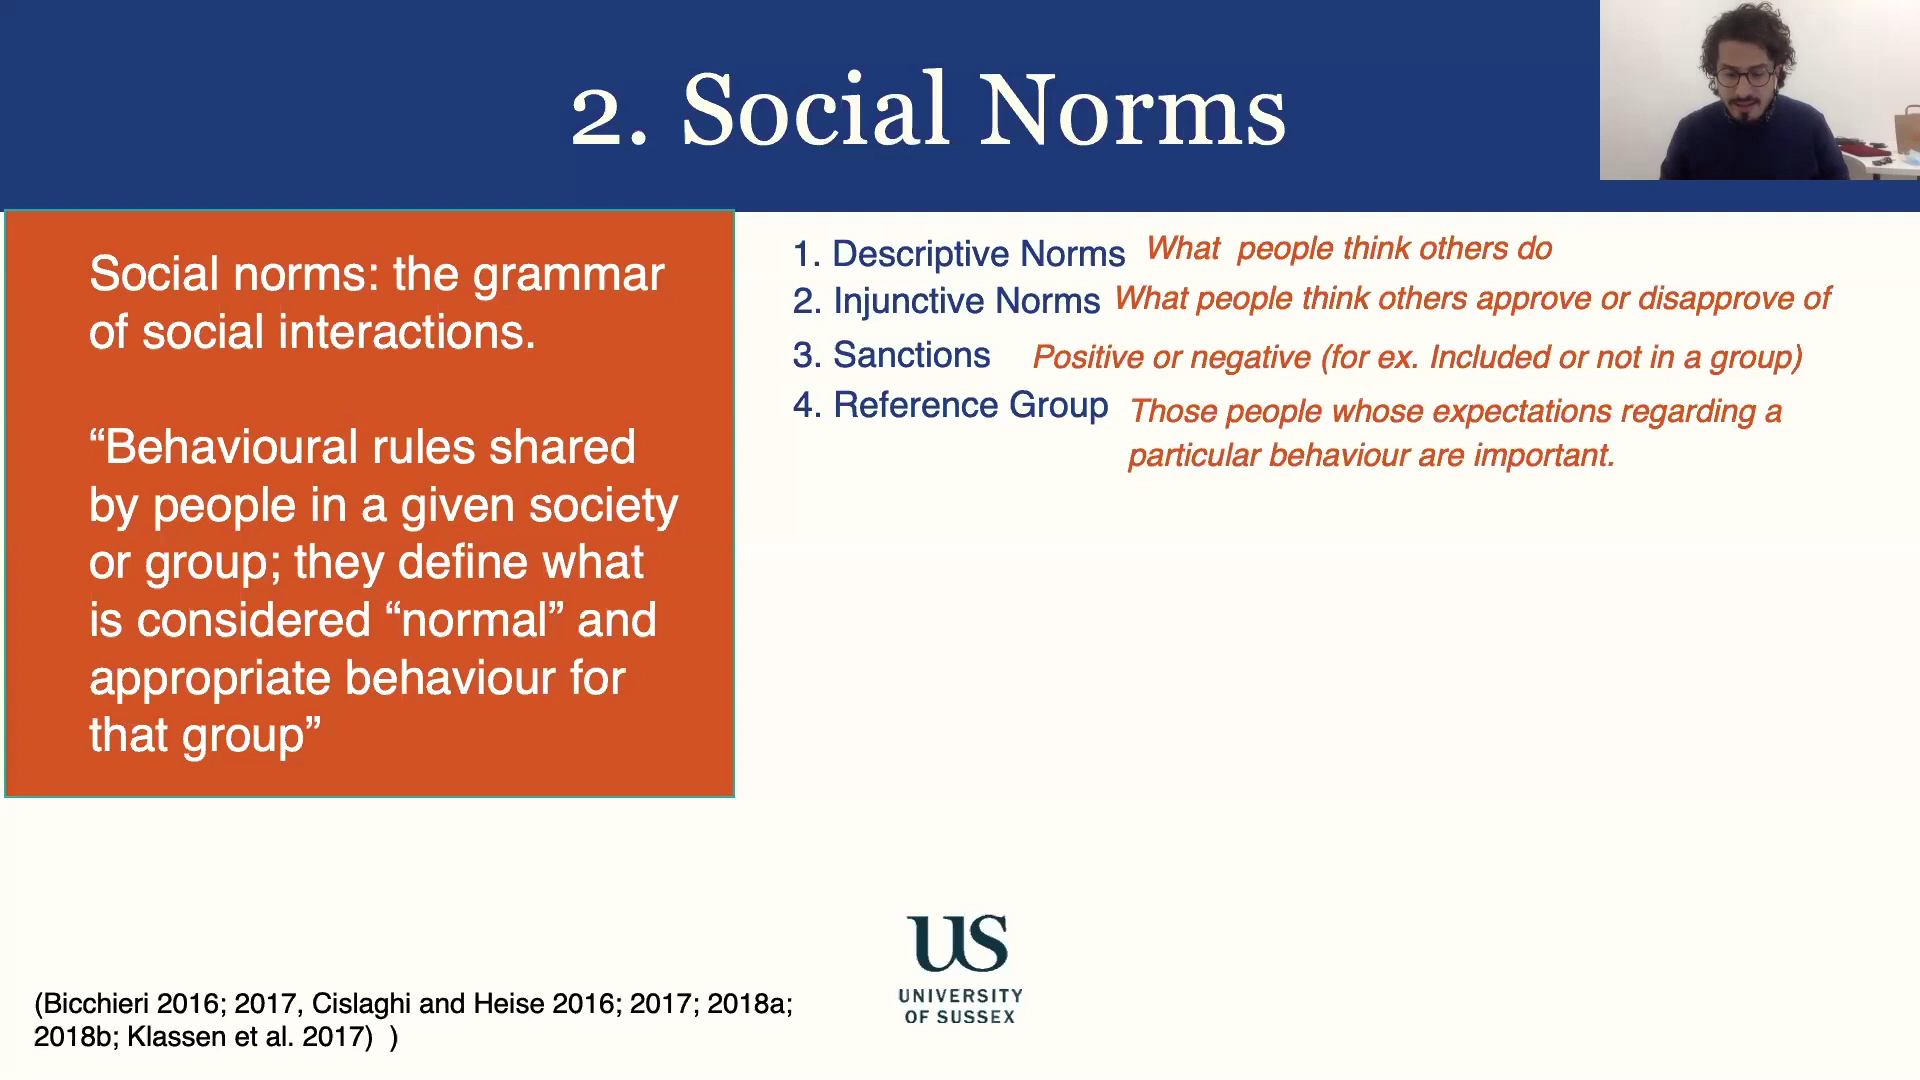 2. Social Norms
Social norms: the grammar
of social interactions.
“Behavioural rules shared
by people in a given society
or group; they define what
is considered “normal” and
appropriate behaviour for
that group”
1. Descriptive Norms What people think others do
2. Injunctive Norms What people think others approve or disapprove of
3. Sanctions Positive or negative (for ex. Included or not in a group)
4. Reference Group Those people whose expectations regarding a
particular behaviour are important.
US
UNIVERSITY
OF SUSSEX
(Bicchieri 2016; 2017, Cislaghi and Heise 2016; 2017; 2018a;
2018b; Klassen et al. 2017) )